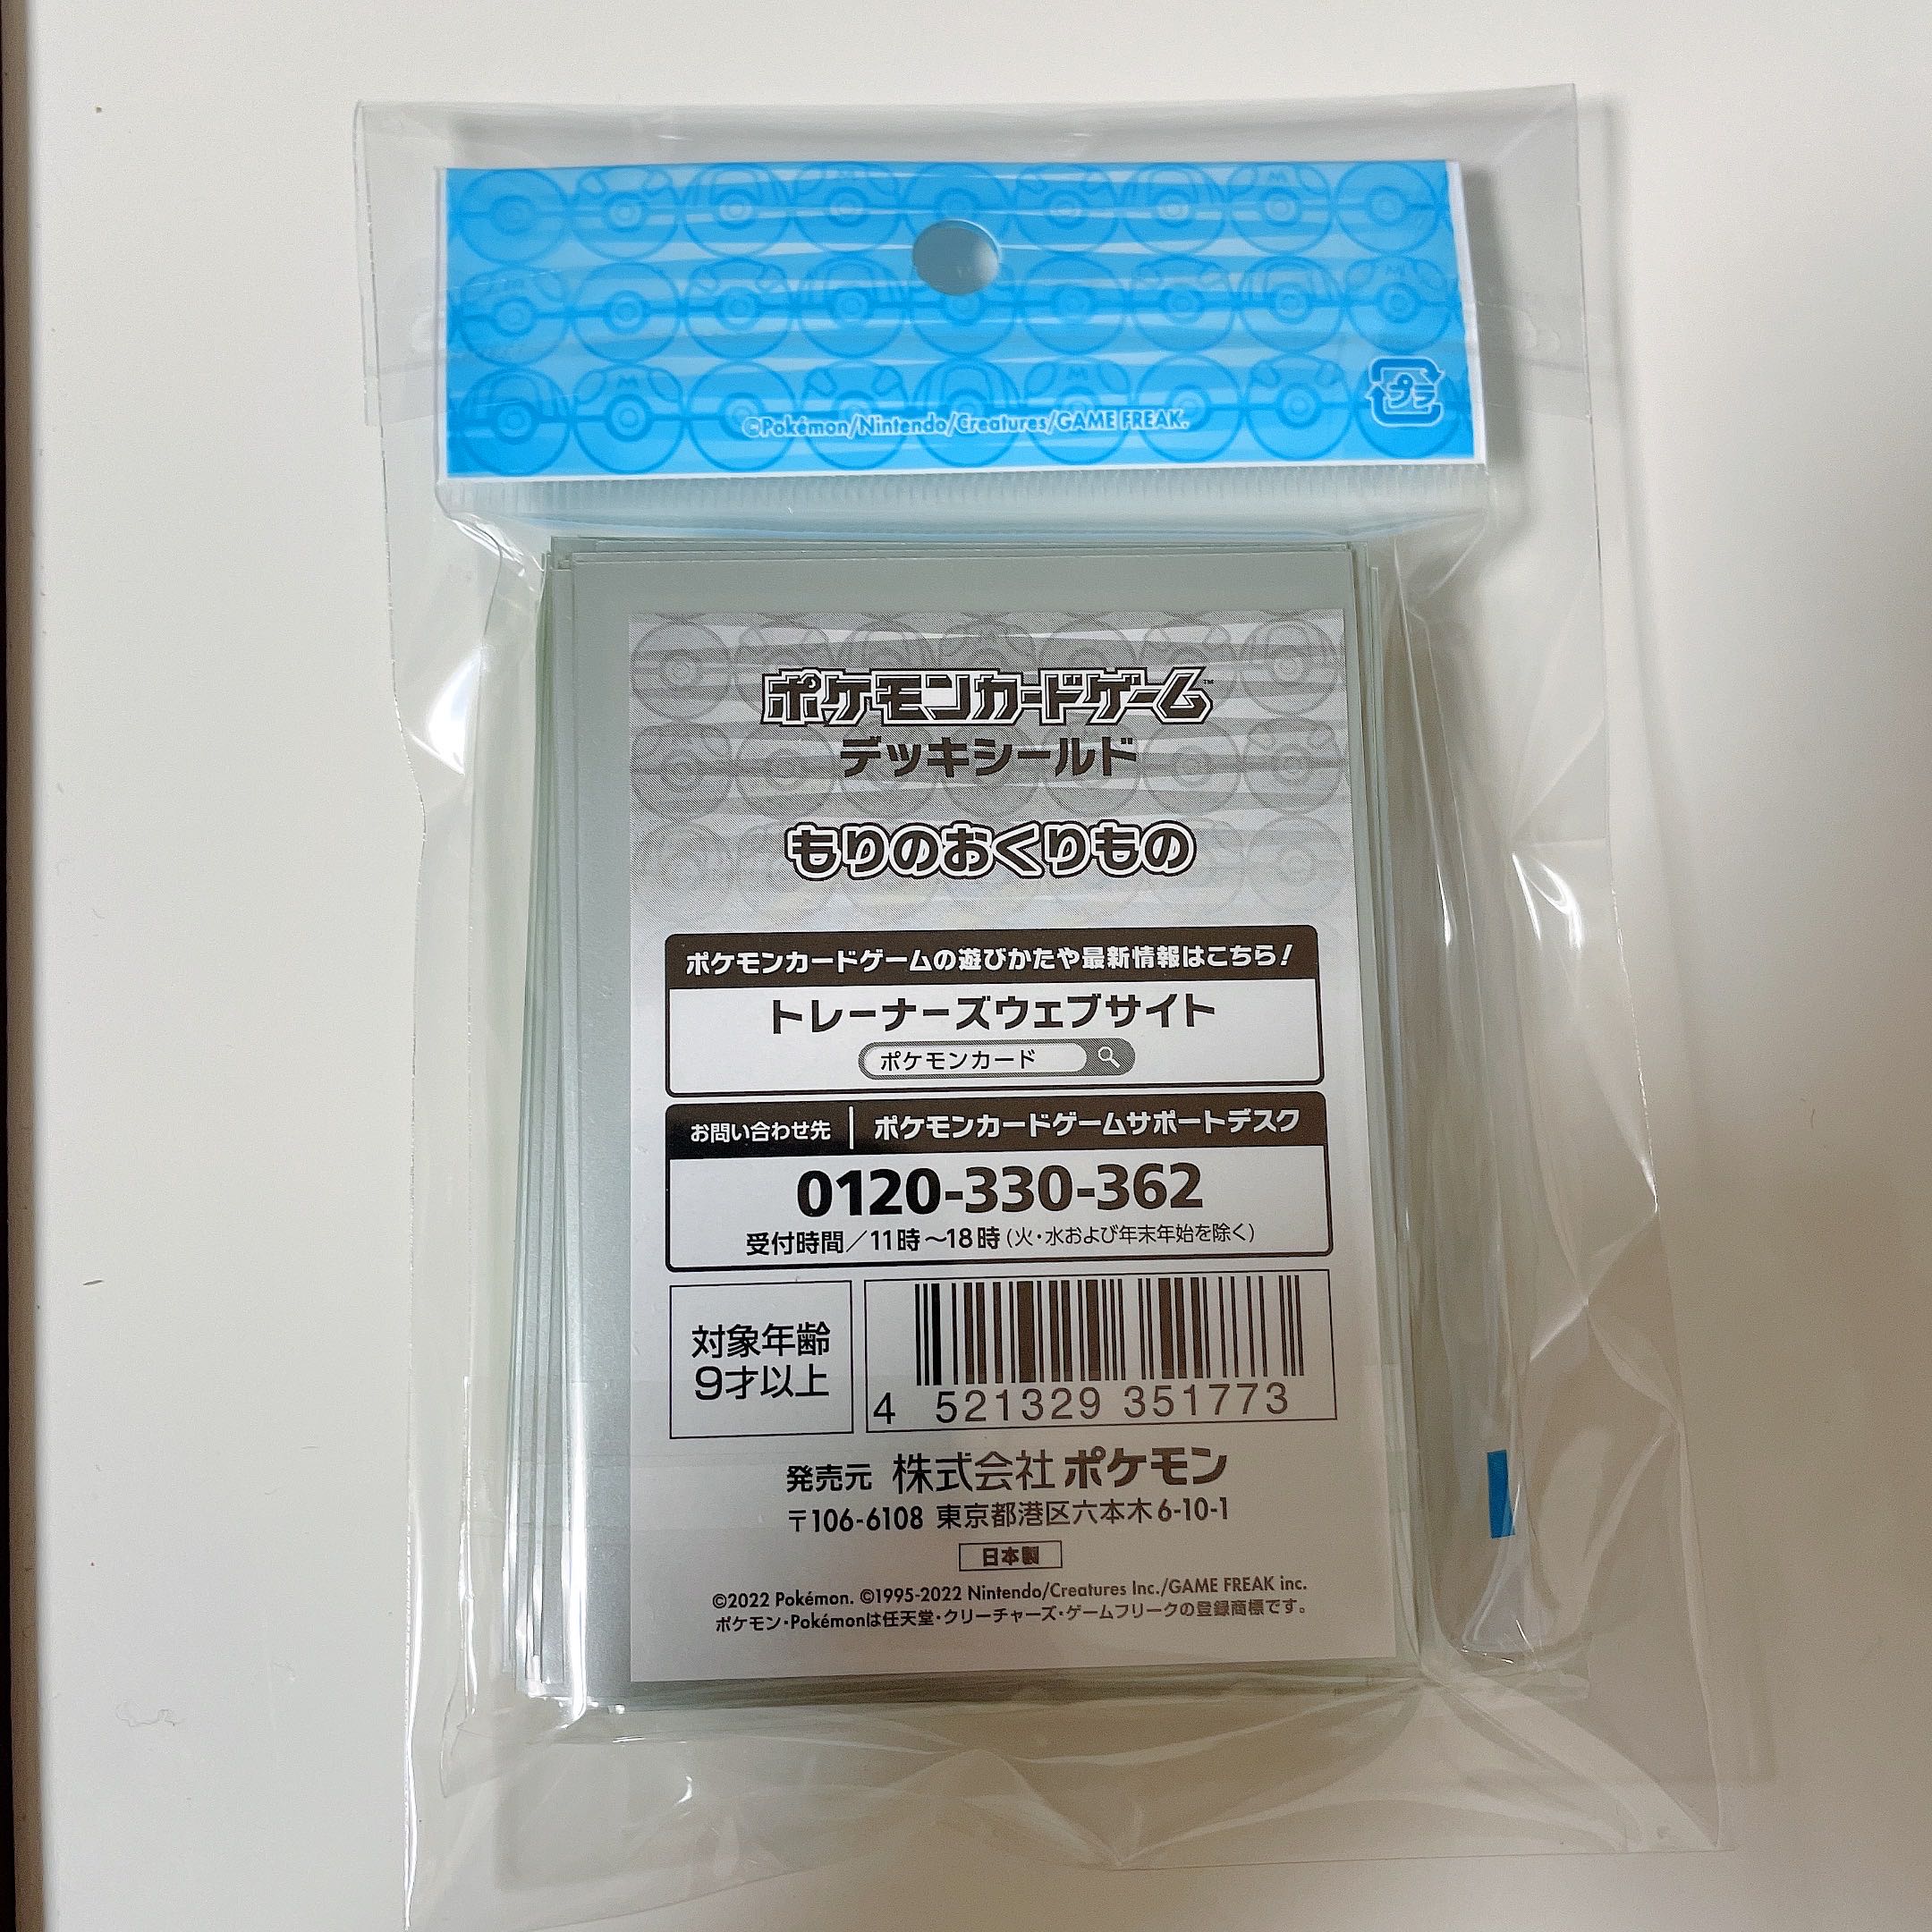 プラ
©Pokémon/Nintendo/Creatures/GAME FREAK.
ポケモンカードゲーム™
デッキシールド
もりのおくりもの
ポケモンカードゲームの遊びかたや最新情報はこちら!
トレーナーズウェブサイト
ポケモンカード
お問い合わせ先 ポケモンカードゲームサポートデスク
0120-330-362
受付時間/11時~18時(火・水および年末年始を除く)
対象年齢
9才以上
4 521329 351773
発売元 株式会社ポケモン
〒106-6108 東京都港区六本木6-10-1
日本製
©2022 Pokémon. ©1995-2022 Nintendo/Creatures Inc./GAME FREAK inc.
ポケモン・Pokémonは任天堂・クリーチャーズ・ゲームフリークの登録商標です。